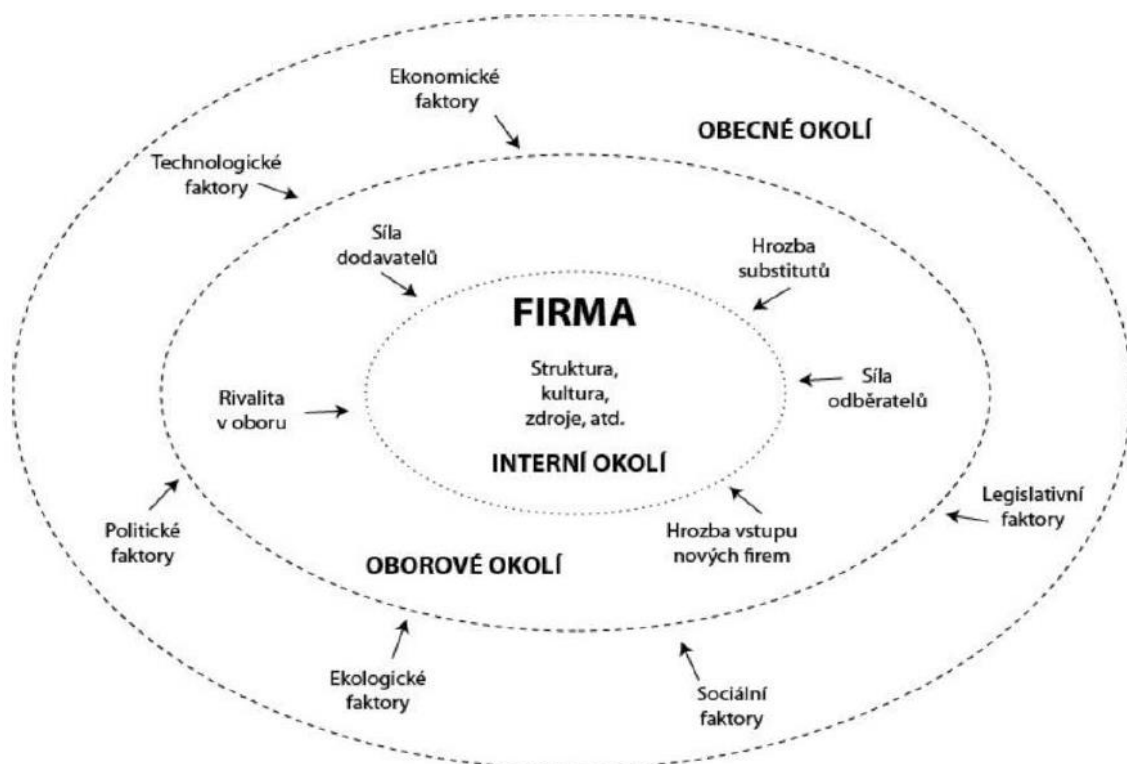 Ekonomické
faktory
OBECNÉ OKOLÍ
Technologické
faktory
Síla
dodavatelů
Hrozba
substitutů
FIRMA
Struktura,
kultura,
zdroje, atd.
Rivalita
v oboru
Síla
odběratelů
INTERNÍ OKOLÍ
Legislativní
faktory
Politické
faktory
Hrozba vstupu
nových firem
OBOROVÉ OKOLÍ
Ekologické
faktory
Sociální
faktory